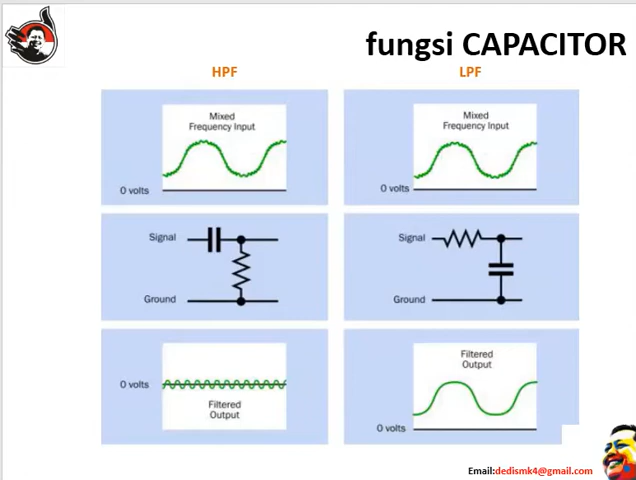 fungsi CAPACITOR
HPF
LPF
Mixed
Frequency Input
0 volts
Mixed
Frequency Input
0 volts
Signal
Ground
Signal
Ground
0 volts
Filtered
Output
Filtered
Output
0 volts
Email:dedismk4@gmail.com